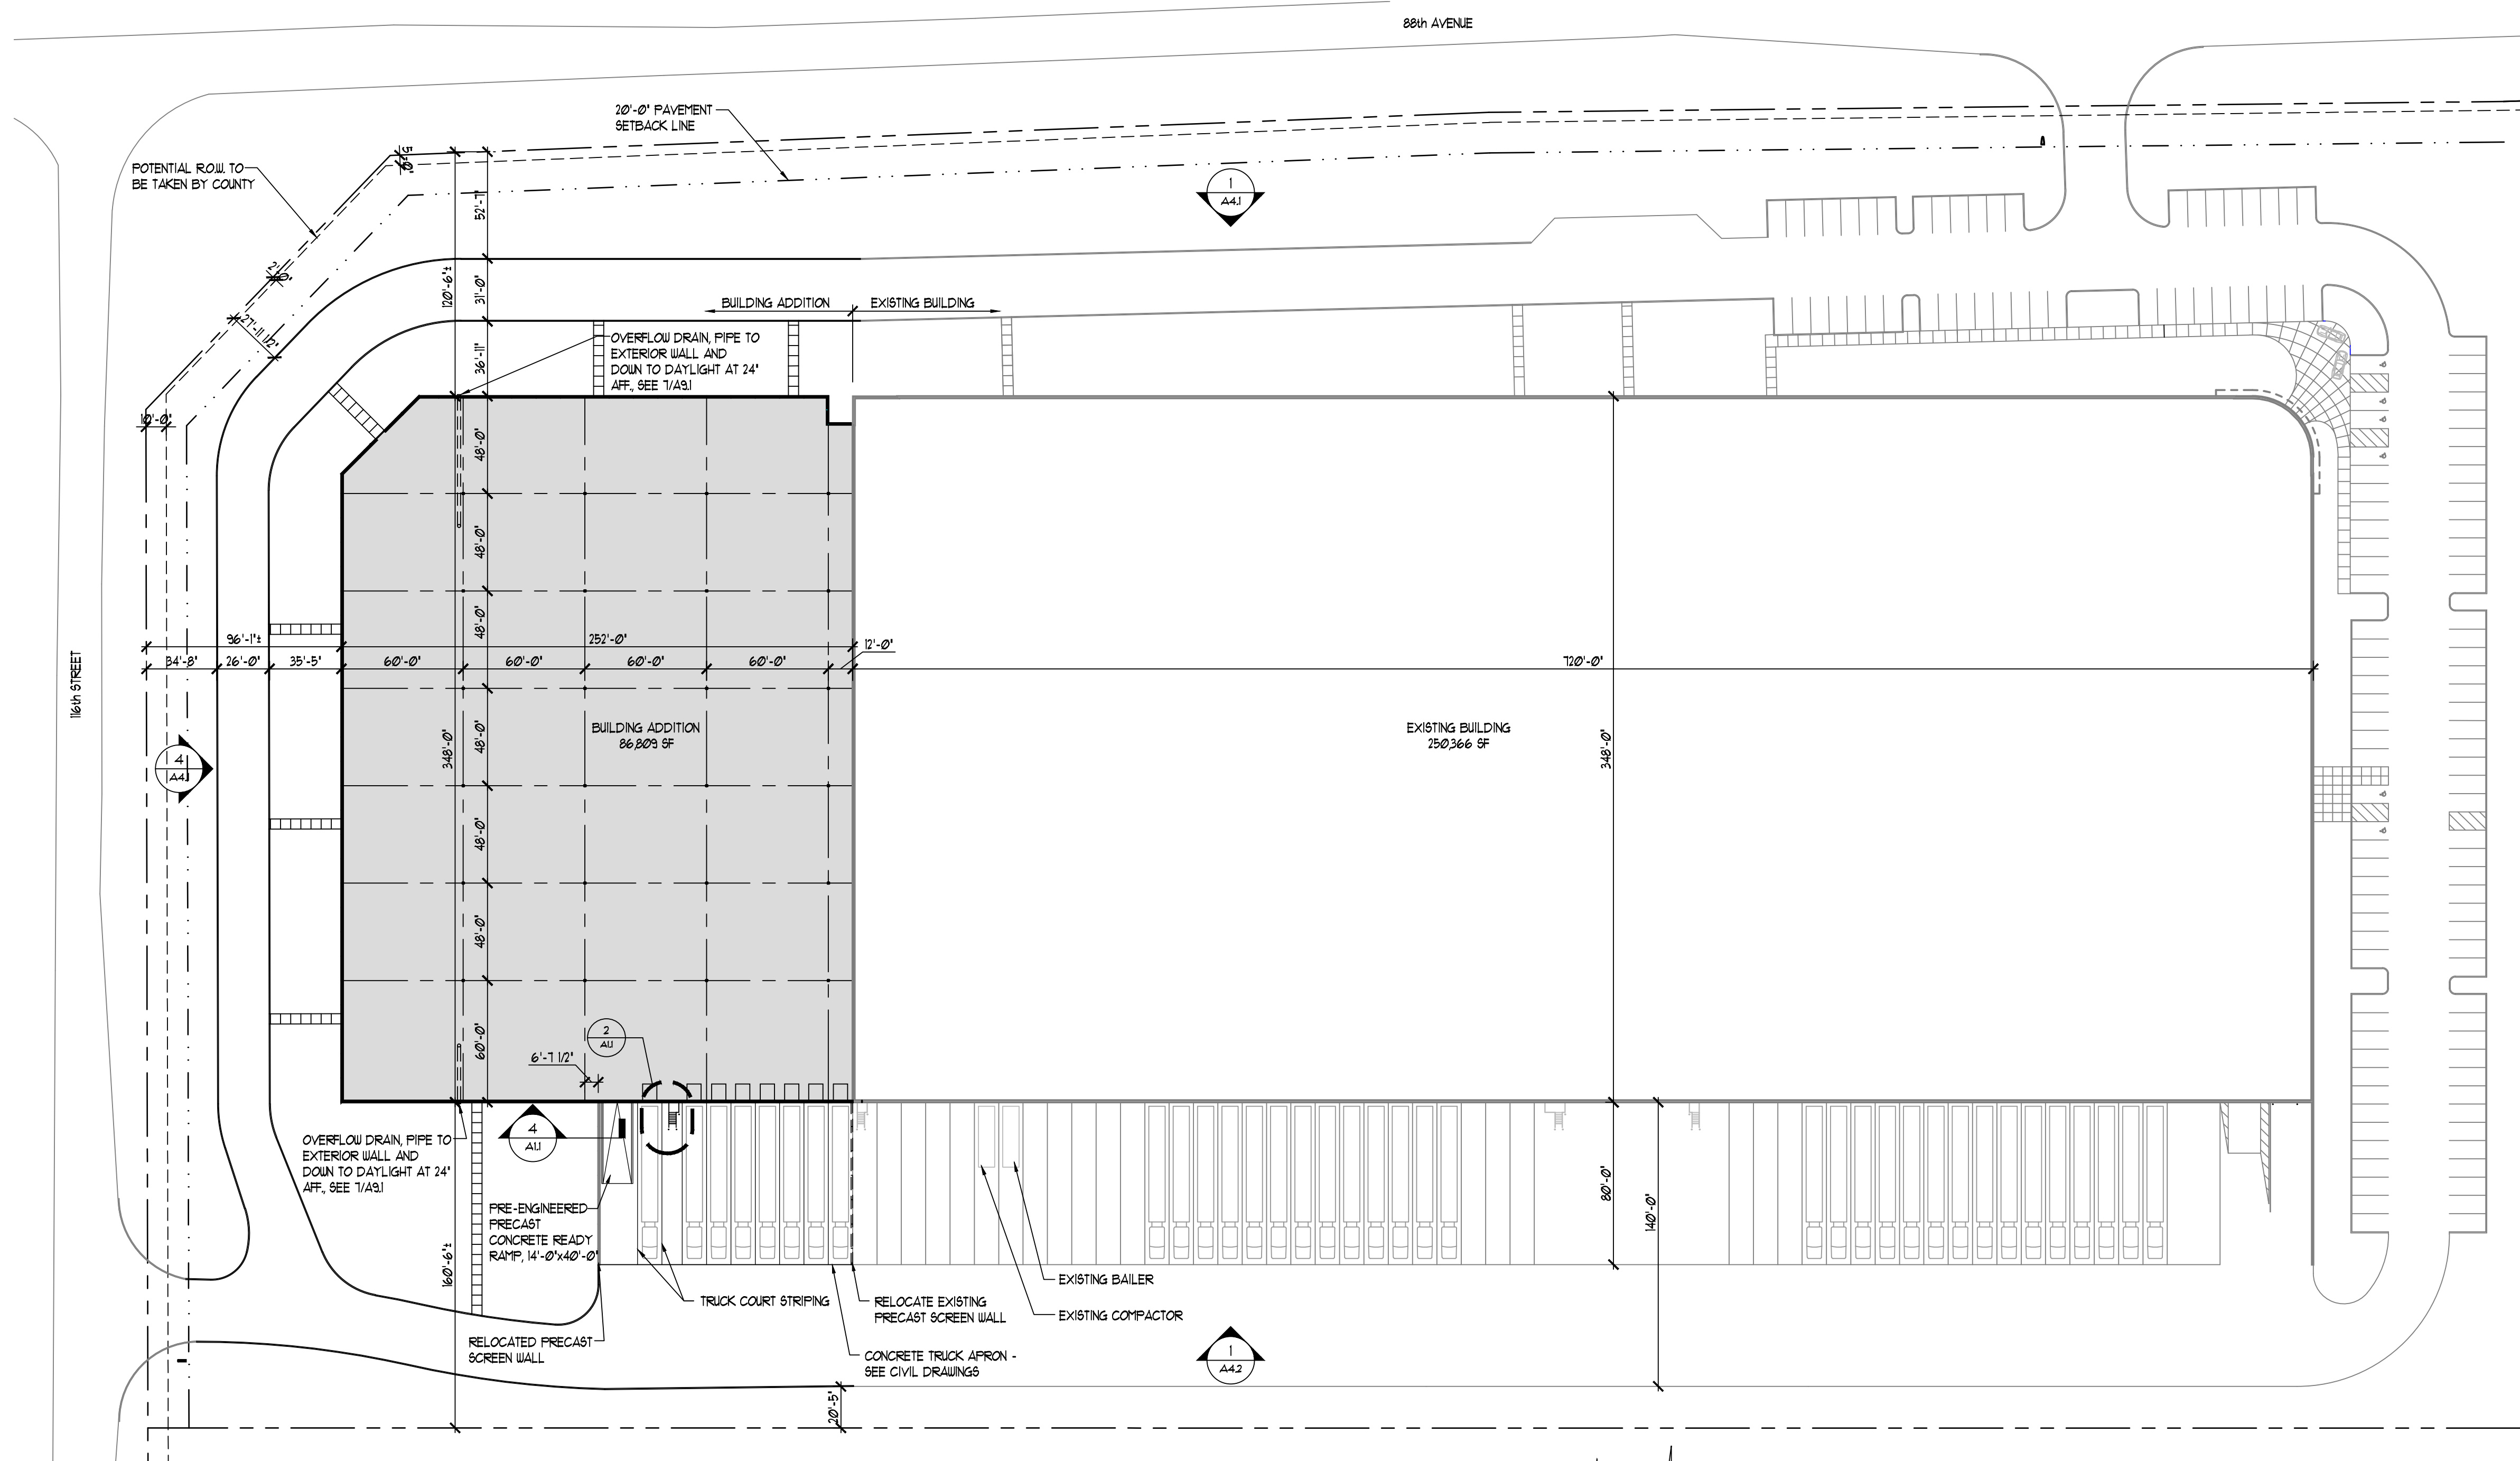 88th AVENUE
20'-0" PAVEMENT
SETBACK LINE
POTENTIAL R.O.W. TO
BE TAKEN BY COUNTY
5'-0"
52'-7"
1
A4.1
2'-0"
120'-6"±
31'-0"
BUILDING ADDITION
EXISTING BUILDING
27'-11 1/2"
36'-11"
OVERFLOW DRAIN, PIPE TO
EXTERIOR WALL AND
DOWN TO DAYLIGHT AT 24"
AFF., SEE 7/A9.1
10'-0"
48'-0"
48'-0"
48'-0"
96'-1"±
252'-0"
12'-0"
34'-8"
26'-0"
35'-5"
60'-0"
60'-0"
60'-0"
60'-0"
720'-0"
116th STREET
BUILDING ADDITION
86,809 SF
EXISTING BUILDING
250,366 SF
348'-0"
48'-0"
348'-0"
4
A4.1
48'-0"
48'-0"
60'-0"
2
A1.1
6'-7 1/2"
4
A1.1
OVERFLOW DRAIN, PIPE TO
EXTERIOR WALL AND
DOWN TO DAYLIGHT AT 24"
AFF., SEE 7/A9.1
80'-0"
140'-0"
PRE-ENGINEERED
PRECAST
CONCRETE READY
RAMP, 14'-0"x40'-0"
160'-6"±
EXISTING BAILER
TRUCK COURT STRIPING
RELOCATE EXISTING
PRECAST SCREEN WALL
EXISTING COMPACTOR
RELOCATED PRECAST
SCREEN WALL
CONCRETE TRUCK APRON -
SEE CIVIL DRAWINGS
1
A4.2
20'-5"